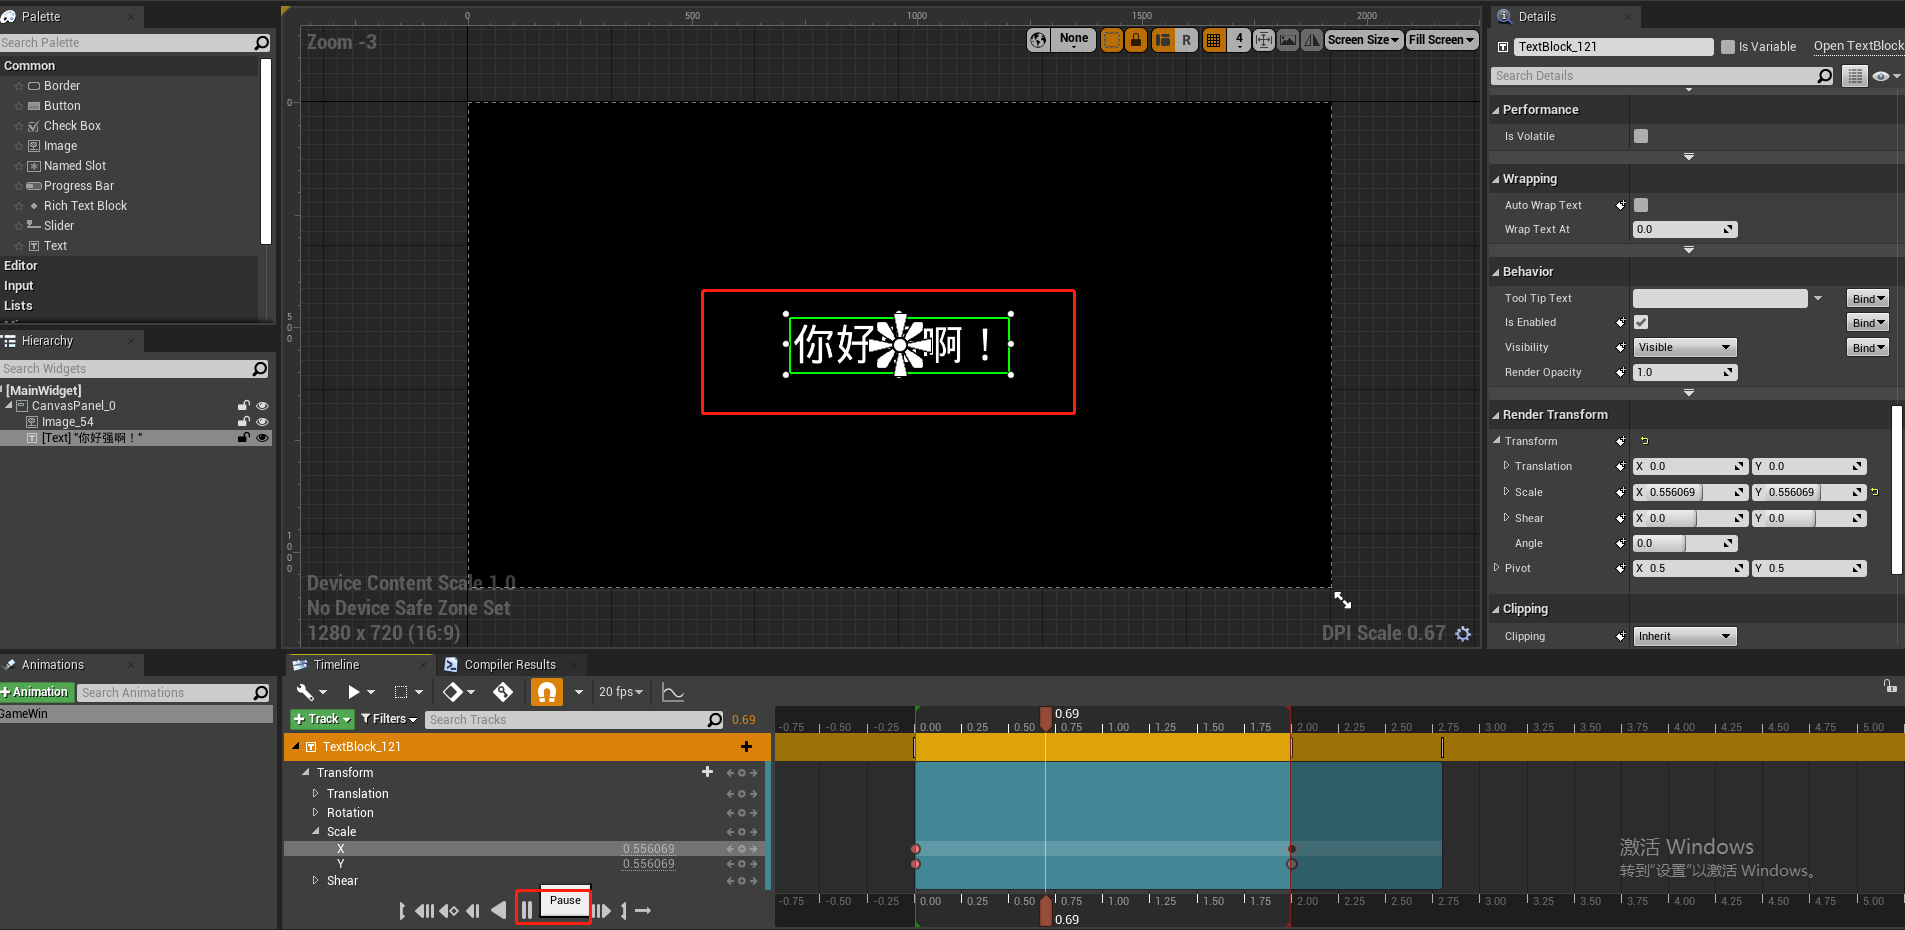 Palette
Search Palette
Common
Border
Button
Check Box
Image
Named Slot
Progress Bar
Rich Text Block
Slider
Text
Editor
Input
Lists
Hierarchy
Search Widgets
[MainWidget]
CanvasPanel_0
Image_54
[Text] "你好强啊！"
Animations
+Animation
Search Animations
GameWin
0 500 1000 1500 2000
Zoom -3
None
R
4
Screen Size
Fill Screen
0
500
1000
你好 啊！
Device Content Scale 1.0
No Device Safe Zone Set
1280 x 720 (16:9)
DPI Scale 0.67
Details
TextBlock_121
Is Variable
Open TextBlock
Search Details
Performance
Is Volatile
Wrapping
Auto Wrap Text
Wrap Text At 0.0
Behavior
Tool Tip Text Bind
Is Enabled Bind
Visibility Visible Bind
Render Opacity 1.0
Render Transform
Transform
Translation X 0.0 Y 0.0
Scale X 0.556069 Y 0.556069
Shear X 0.0 Y 0.0
Angle 0.0
Pivot X 0.5 Y 0.5
Clipping
Clipping Inherit
Timeline
Compiler Results
20 fps
+ Track
Filters
Search Tracks
0.69
0.69
-0.75 -0.50 -0.25 0.00 0.25 0.75 1.00 1.25 1.50 1.75 2.00 2.25 2.50 2.75 3.00 3.25 3.50 3.75 4.00 4.25 4.50 4.75 5.00
TextBlock_121
Transform
Translation
Rotation
Scale
X 0.556069
Y 0.556069
Shear
Pause
-0.75 -0.50 -0.25 0.00 0.25 0.75 1.00 1.25 1.50 1.75 2.00 2.25 2.50 2.75 3.00 3.25 3.50 3.75 4.00 4.25 4.50 4.75 5.00
0.69
激活 Windows
转到"设置"以激活 Windows。